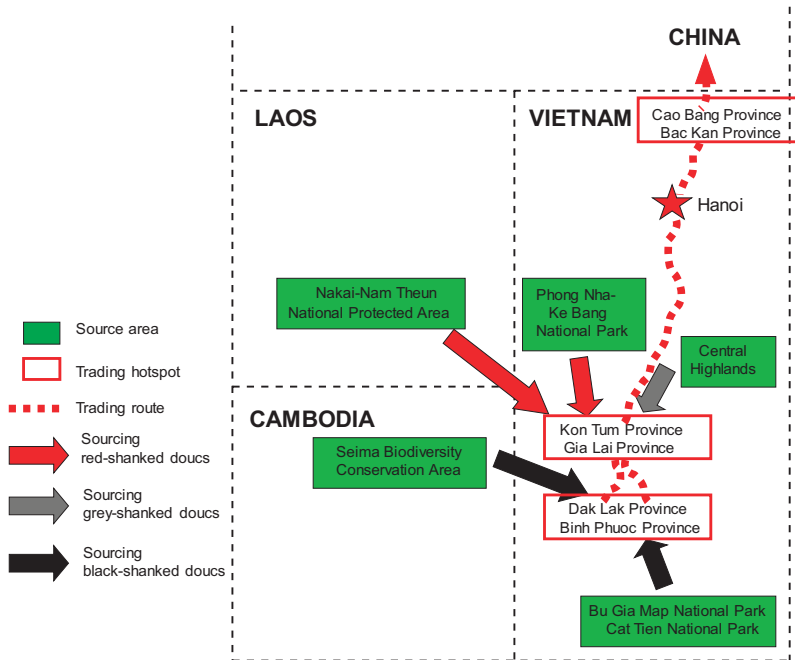 CHINA
LAOS
VIETNAM
Cao Bang Province
Bac Kan Province
Hanoi
Nakai-Nam Theun
National Protected Area
Phong Nha-
Ke Bang
National Park
Central
Highlands
CAMBODIA
Kon Tum Province
Gia Lai Province
Seima Biodiversity
Conservation Area
Dak Lak Province
Binh Phuoc Province
Bu Gia Map National Park
Cat Tien National Park
Source area
Trading hotspot
Trading route
Sourcing
red-shanked doucs
Sourcing
grey-shanked doucs
Sourcing
black-shanked doucs